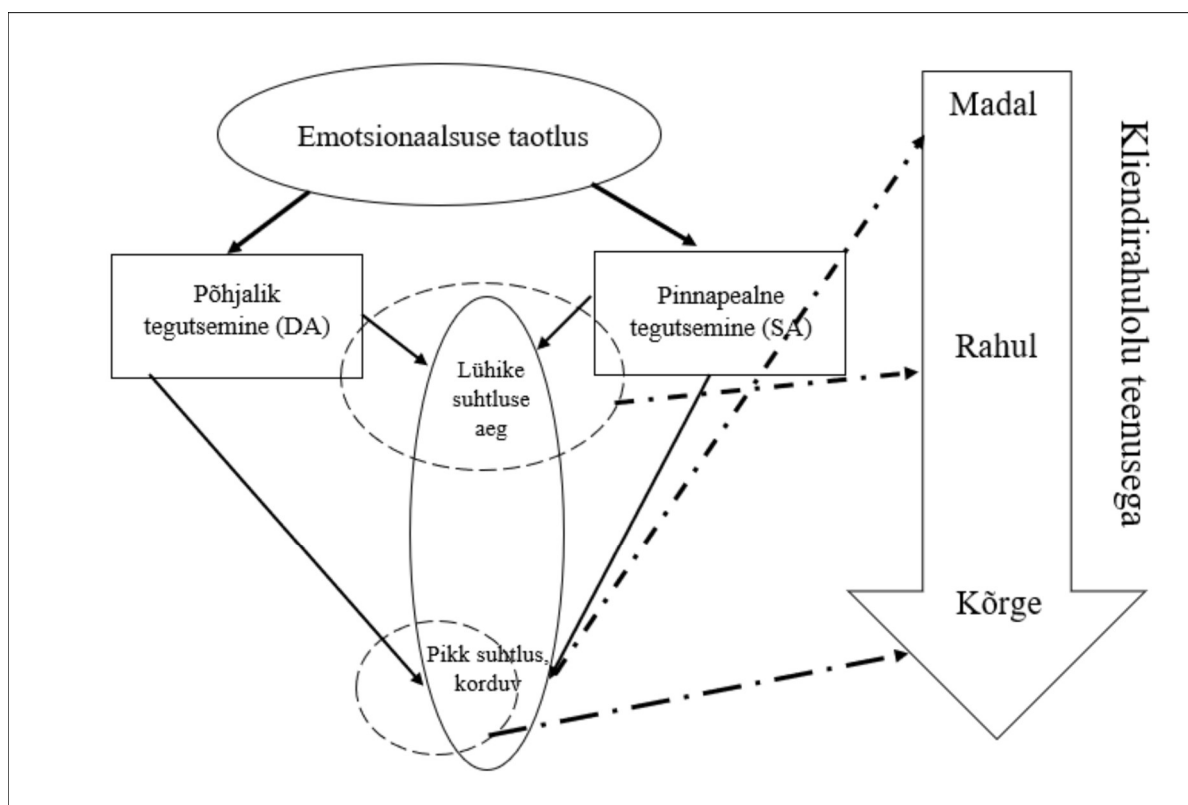 Emotsionaalsuse taotlus
Põhjalik
tegutsemine (DA)
Pinnapealne
tegutsemine (SA)
Lühike
suhtluse
aeg
Pikk suhtlus,
korduv
Madal
Rahul
Kõrge
Kliendirahulolu teenusega